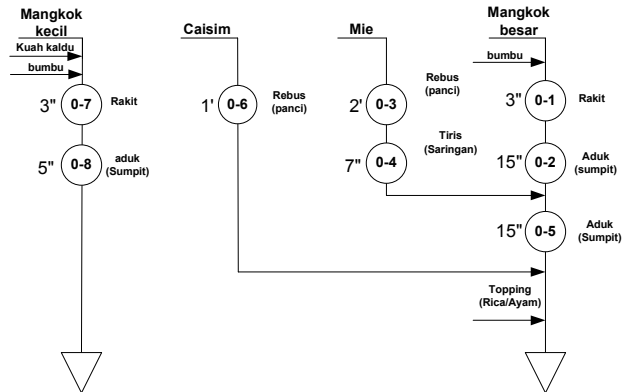 Mangkok
kecil
Kuah kaldu
bumbu
3" 0-7 Rakit
5" 0-8 aduk
(Sumpit)
Caisim
1' 0-6 Rebus
(panci)
Mie
2' 0-3 Rebus
(panci)
7" 0-4 Tiris
(Saringan)
Mangkok
besar
bumbu
3" 0-1 Rakit
15" 0-2 Aduk
(sumpit)
15" 0-5 Aduk
(Sumpit)
Topping
(Rica/Ayam)